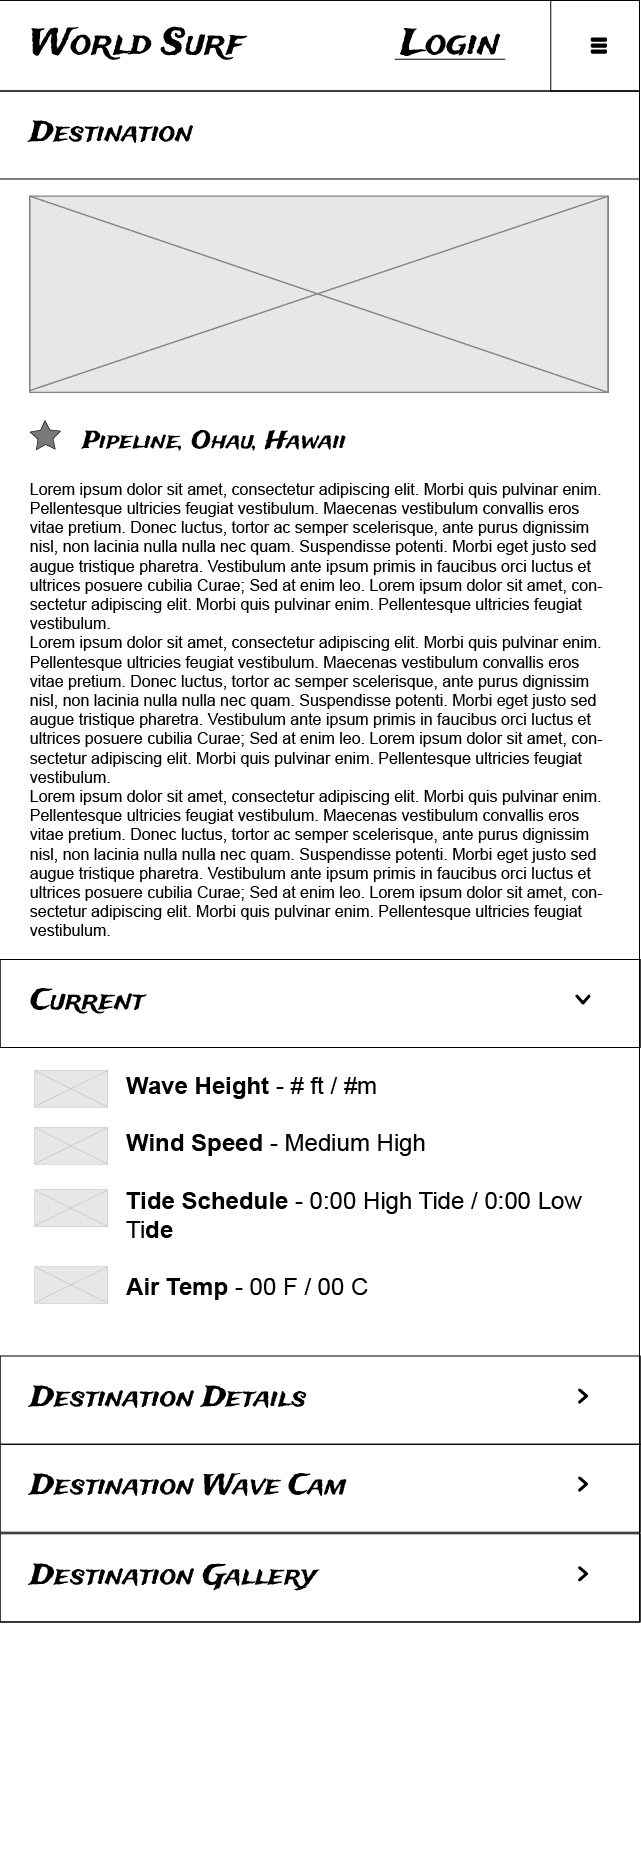 World Surf
Login
Destination
Pipeline, Ohau, Hawaii
Lorem ipsum dolor sit amet, consectetur adipiscing elit. Morbi quis pulvinar enim.
Pellentesque ultricies feugiat vestibulum. Maecenas vestibulum convallis eros
vitae pretium. Donec luctus, tortor ac semper scelerisque, ante purus dignissim
nisl, non lacinia nulla nulla nec quam. Suspendisse potenti. Morbi eget justo sed
augue tristique pharetra. Vestibulum ante ipsum primis in faucibus orci luctus et
ultrices posuere cubilia Curae; Sed at enim leo. Lorem ipsum dolor sit amet, con-
sectetur adipiscing elit. Morbi quis pulvinar enim. Pellentesque ultricies feugiat
vestibulum.
Lorem ipsum dolor sit amet, consectetur adipiscing elit. Morbi quis pulvinar enim.
Pellentesque ultricies feugiat vestibulum. Maecenas vestibulum convallis eros
vitae pretium. Donec luctus, tortor ac semper scelerisque, ante purus dignissim
nisl, non lacinia nulla nulla nec quam. Suspendisse potenti. Morbi eget justo sed
augue tristique pharetra. Vestibulum ante ipsum primis in faucibus orci luctus et
ultrices posuere cubilia Curae; Sed at enim leo. Lorem ipsum dolor sit amet, con-
sectetur adipiscing elit. Morbi quis pulvinar enim. Pellentesque ultricies feugiat
vestibulum.
Lorem ipsum dolor sit amet, consectetur adipiscing elit. Morbi quis pulvinar enim.
Pellentesque ultricies feugiat vestibulum. Maecenas vestibulum convallis eros
vitae pretium. Donec luctus, tortor ac semper scelerisque, ante purus dignissim
nisl, non lacinia nulla nulla nec quam. Suspendisse potenti. Morbi eget justo sed
augue tristique pharetra. Vestibulum ante ipsum primis in faucibus orci luctus et
ultrices posuere cubilia Curae; Sed at enim leo. Lorem ipsum dolor sit amet, con-
sectetur adipiscing elit. Morbi quis pulvinar enim. Pellentesque ultricies feugiat
vestibulum.
Current
Wave Height - # ft / #m
Wind Speed - Medium High
Tide Schedule - 0:00 High Tide / 0:00 Low
Tide
Air Temp - 00 F / 00 C
Destination Details
Destination Wave Cam
Destination Gallery